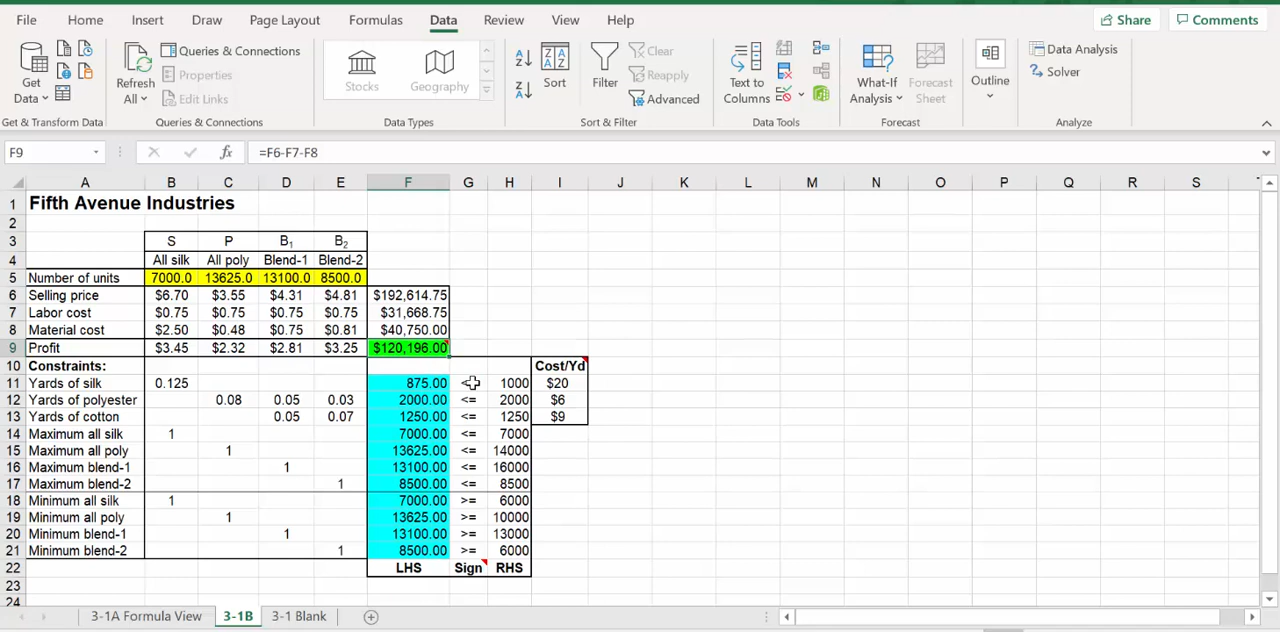 File Home Insert Draw Page Layout Formulas Data Review View Help Share Comments
Get Data
Refresh All
Queries & Connections
Properties
Edit Links
Stocks Geography
Sort
Filter
Clear
Reapply
Advanced
Text to Columns
What-If Analysis
Forecast Sheet
Outline
Data Analysis
Solver
Get & Transform Data Queries & Connections Data Types Sort & Filter Data Tools Forecast Analyze
F9 fx =F6-F7-F8
A B C D E F G H I J K L M N O P Q R S
1 Fifth Avenue Industries
2
3 S P B1 B2
4 All silk All poly Blend-1 Blend-2
5 Number of units 7000.0 13625.0 13100.0 8500.0
6 Selling price $6.70 $3.55 $4.31 $4.81 $192,614.75
7 Labor cost $0.75 $0.75 $0.75 $0.75 $31,668.75
8 Material cost $2.50 $0.48 $0.75 $0.81 $40,750.00
9 Profit $3.45 $2.32 $2.81 $3.25 $120,196.00
10 Constraints: Cost/Yd
11 Yards of silk 0.125 875.00 1000 $20
12 Yards of polyester 0.08 0.05 0.03 2000.00 <= 2000 $6
13 Yards of cotton 0.05 0.07 1250.00 <= 1250 $9
14 Maximum all silk 1 7000.00 <= 7000
15 Maximum all poly 1 13625.00 <= 14000
16 Maximum blend-1 1 13100.00 <= 16000
17 Maximum blend-2 1 8500.00 <= 8500
18 Minimum all silk 1 7000.00 >= 6000
19 Minimum all poly 1 13625.00 >= 10000
20 Minimum blend-1 1 13100.00 >= 13000
21 Minimum blend-2 1 8500.00 >= 6000
22 LHS Sign RHS
23
24
3-1A Formula View 3-1B 3-1 Blank